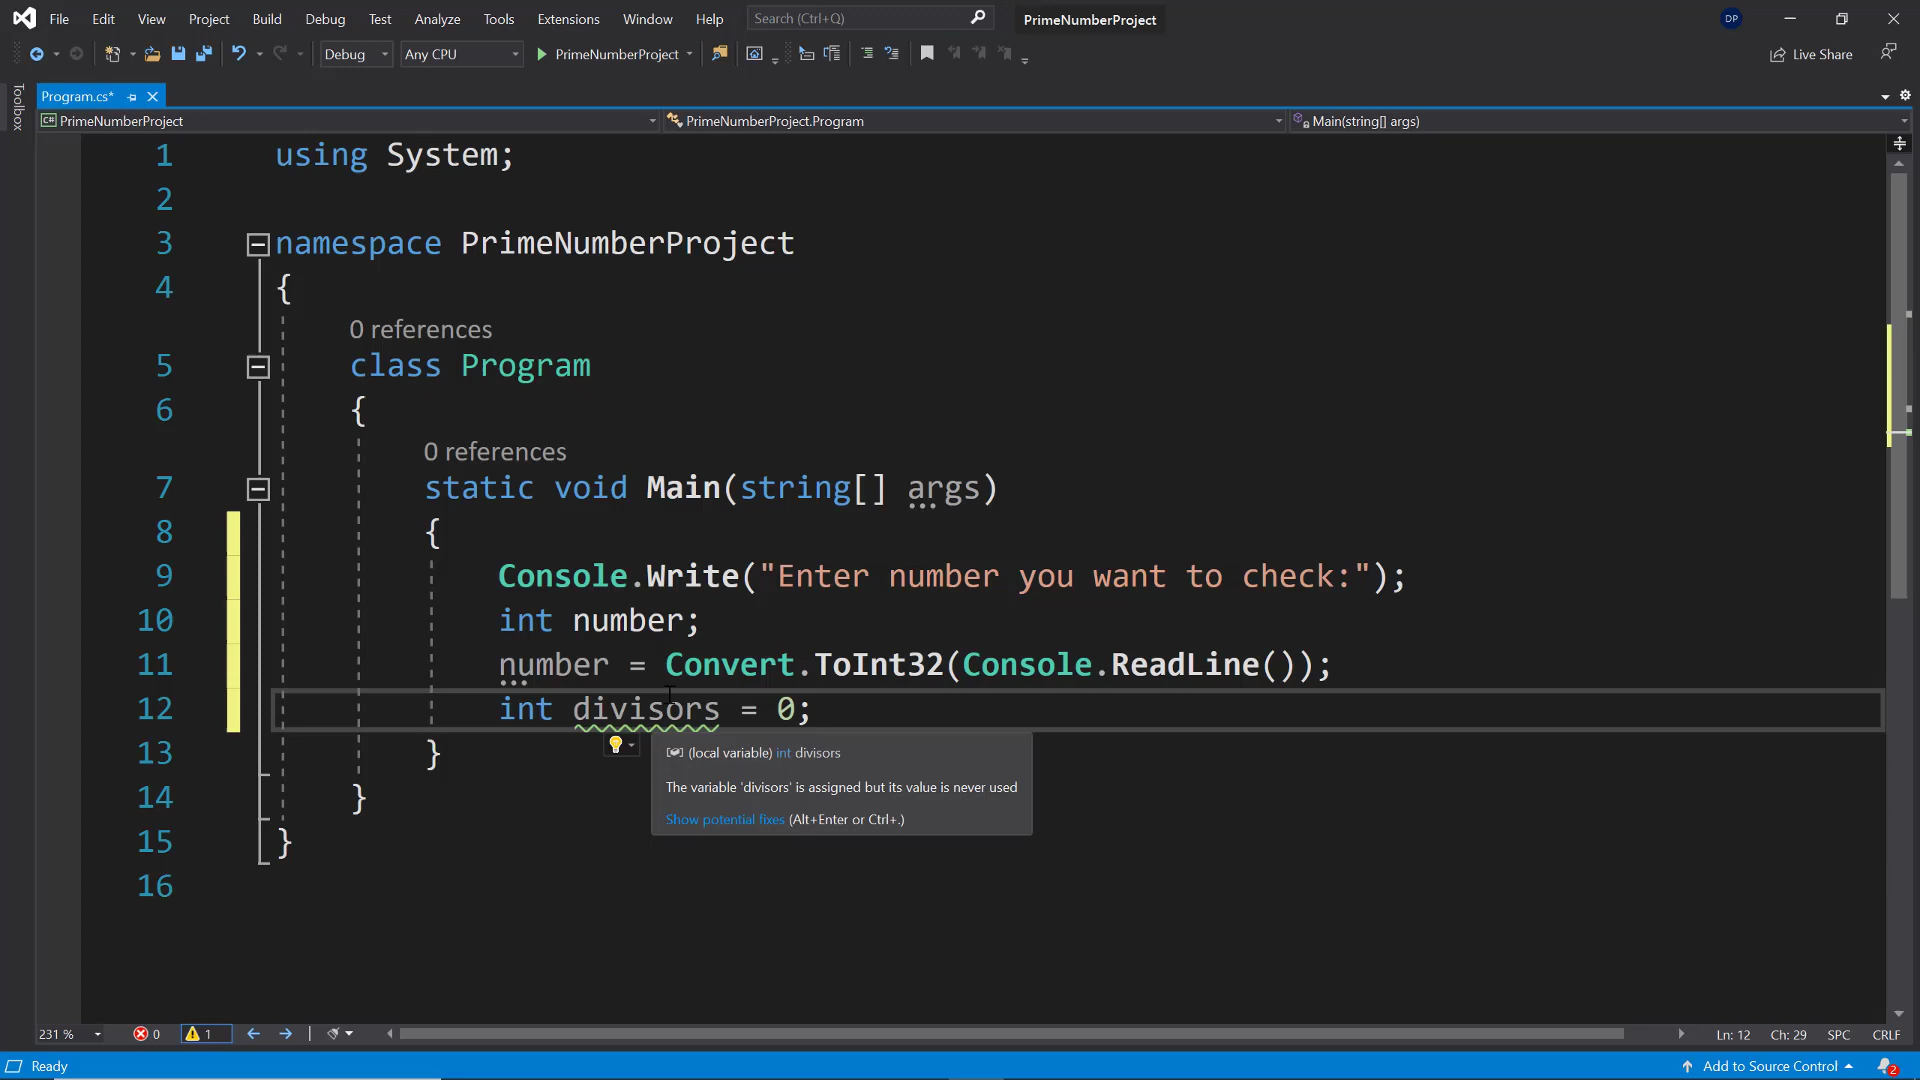 File Edit View Project Build Debug Test Analyze Tools Extensions Window Help Search (Ctrl+Q) PrimeNumberProject DP
Debug Any CPU PrimeNumberProject Live Share
Toolbox
Program.cs*
C# PrimeNumberProject PrimeNumberProject.Program Main(string[] args)
1 using System;
2
3 namespace PrimeNumberProject
4 {
0 references
5 class Program
6 {
0 references
7 static void Main(string[] args)
8 {
9 Console.Write("Enter number you want to check:");
10 int number;
11 number = Convert.ToInt32(Console.ReadLine());
12 int divisors = 0;
13 }
(local variable) int divisors
The variable 'divisors' is assigned but its value is never used
Show potential fixes (Alt+Enter or Ctrl+.)
14 }
15 }
16
231 % 0 1 Ln: 12 Ch: 29 SPC CRLF
Ready Add to Source Control 2